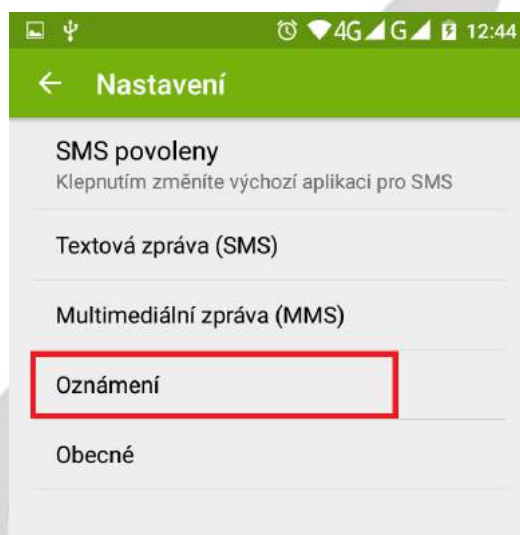 4G G 12:44
Nastavení
SMS povoleny
Klepnutím změníte výchozí aplikaci pro SMS
Textová zpráva (SMS)
Multimediální zpráva (MMS)
Oznámení
Obecné